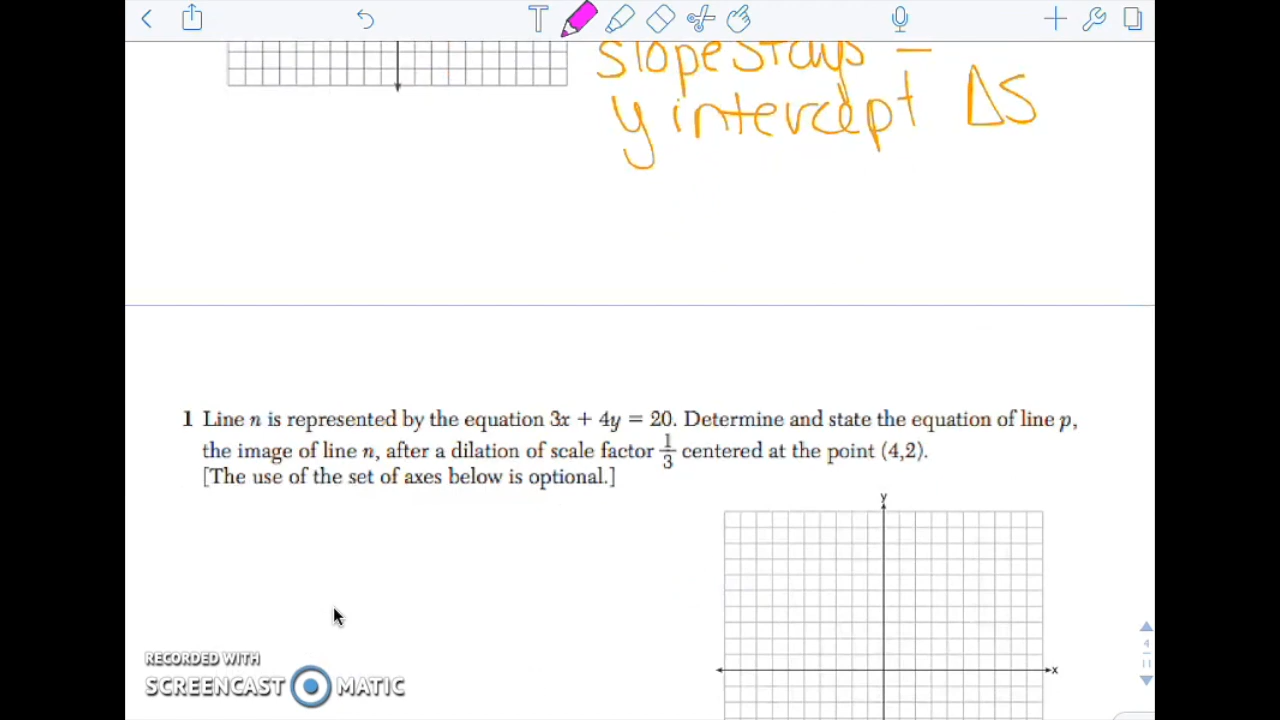 T
slope stays =
y intercept Δs
1 Line n is represented by the equation 3x + 4y = 20. Determine and state the equation of line p,
the image of line n, after a dilation of scale factor 1/3 centered at the point (4,2).
[The use of the set of axes below is optional.]
y
x
4
11
RECORDED WITH
SCREENCAST MATIC